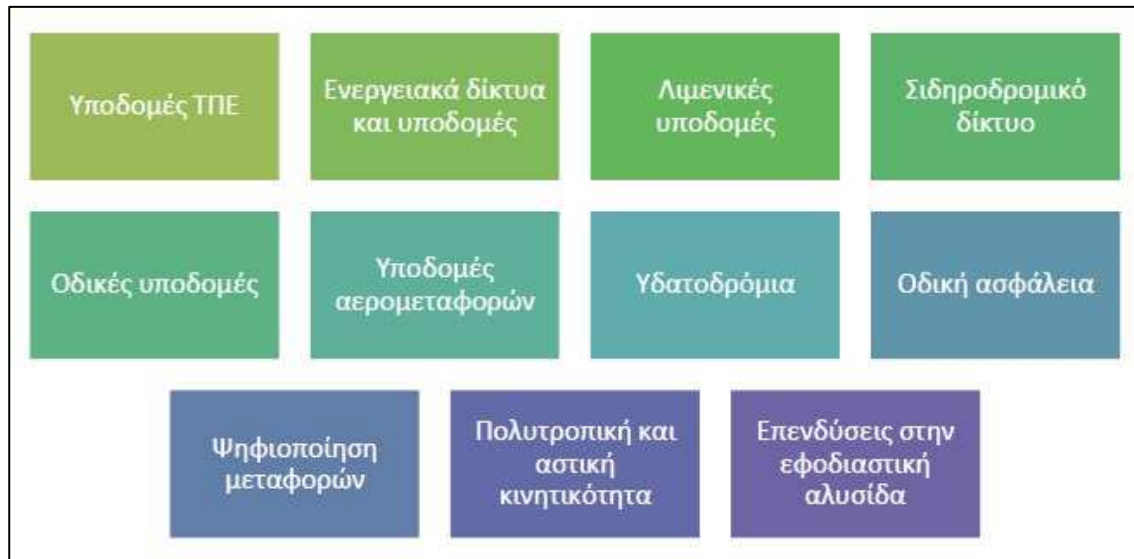 Υποδομές ΤΠΕ
Ενεργειακά δίκτυα
και υποδομές
Λιμενικές
υποδομές
Σιδηροδρομικό
δίκτυο
Οδικές υποδομές
Υποδομές
αερομεταφορών
Υδατοδρόμια
Οδική ασφάλεια
Ψηφιοποίηση
μεταφορών
Πολυτροπική και
αστική
κινητικότητα
Επενδύσεις στην
εφοδιαστική
αλυσίδα